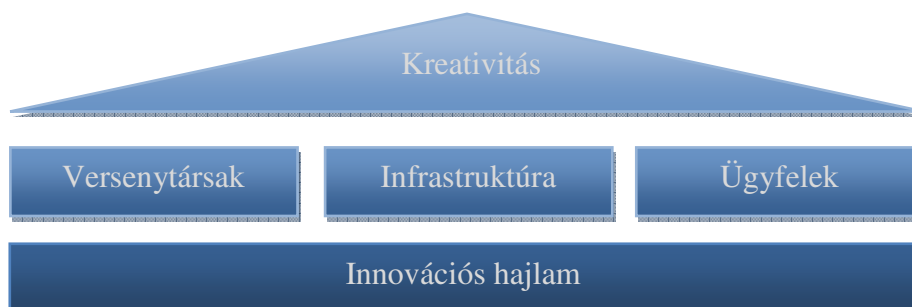 Kreativitás
Versenytársak
Infrastruktúra
Ügyfelek
Innovációs hajlam